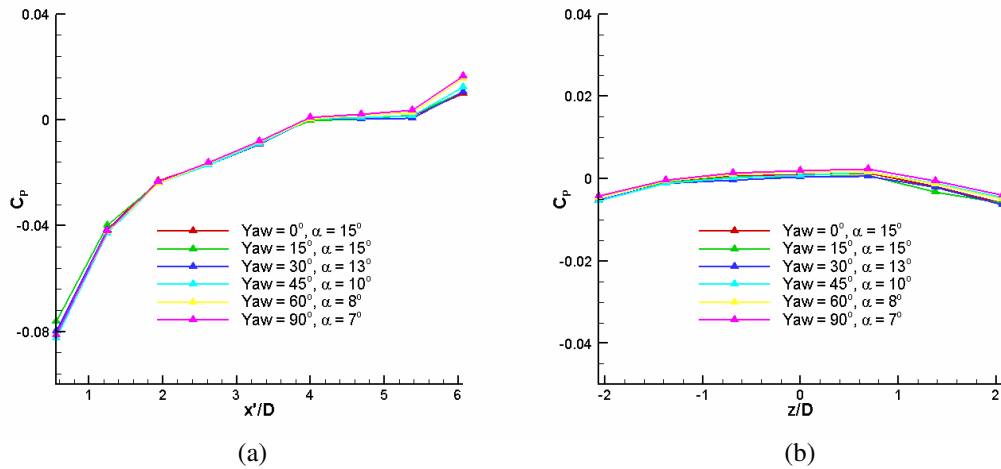 0.04
0
-0.04
-0.08
C_P
1 2 3 4 5 6
x'/D
Yaw = 0°, α = 15°
Yaw = 15°, α = 15°
Yaw = 30°, α = 13°
Yaw = 45°, α = 10°
Yaw = 60°, α = 8°
Yaw = 90°, α = 7°
(a)
0.04
0.02
0
-0.02
-0.04
C_P
-2 -1 0 1 2
z/D
Yaw = 0°, α = 15°
Yaw = 15°, α = 15°
Yaw = 30°, α = 13°
Yaw = 45°, α = 10°
Yaw = 60°, α = 8°
Yaw = 90°, α = 7°
(b)